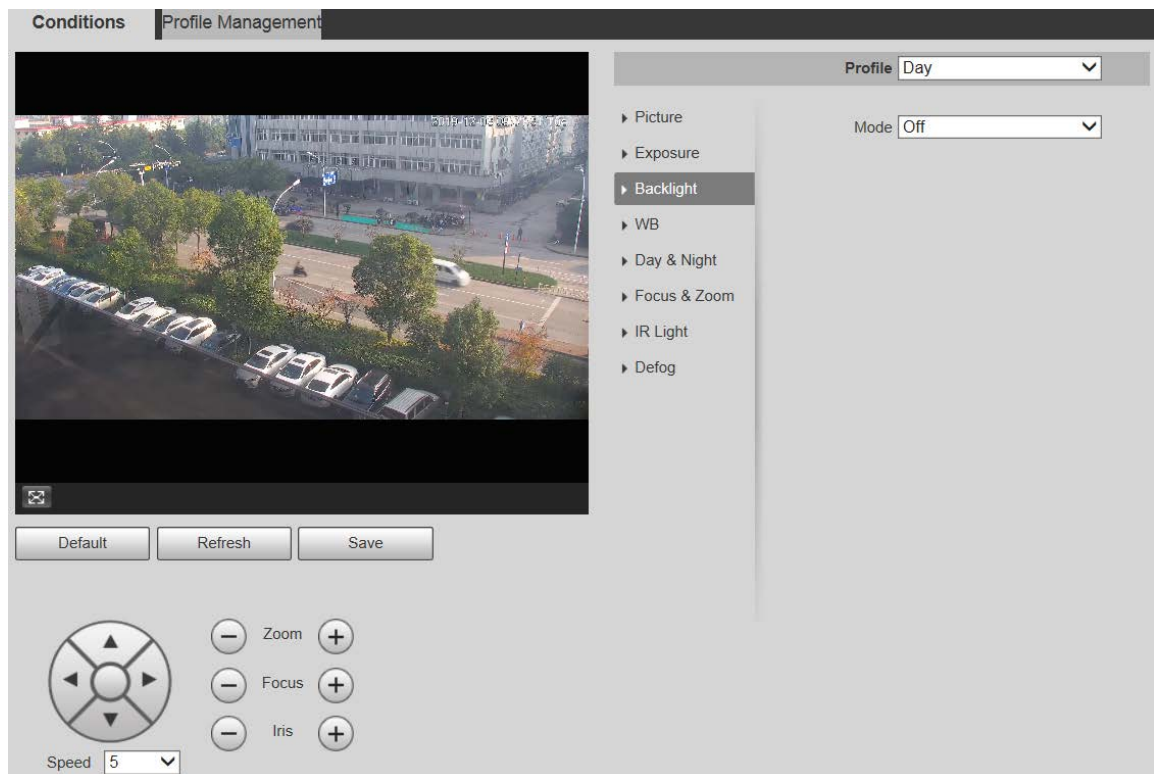 Conditions
Profile Management
Profile Day
Picture
Exposure
Backlight
WB
Day & Night
Focus & Zoom
IR Light
Defog
Mode Off
Default
Refresh
Save
Zoom
Focus
Iris
Speed 5